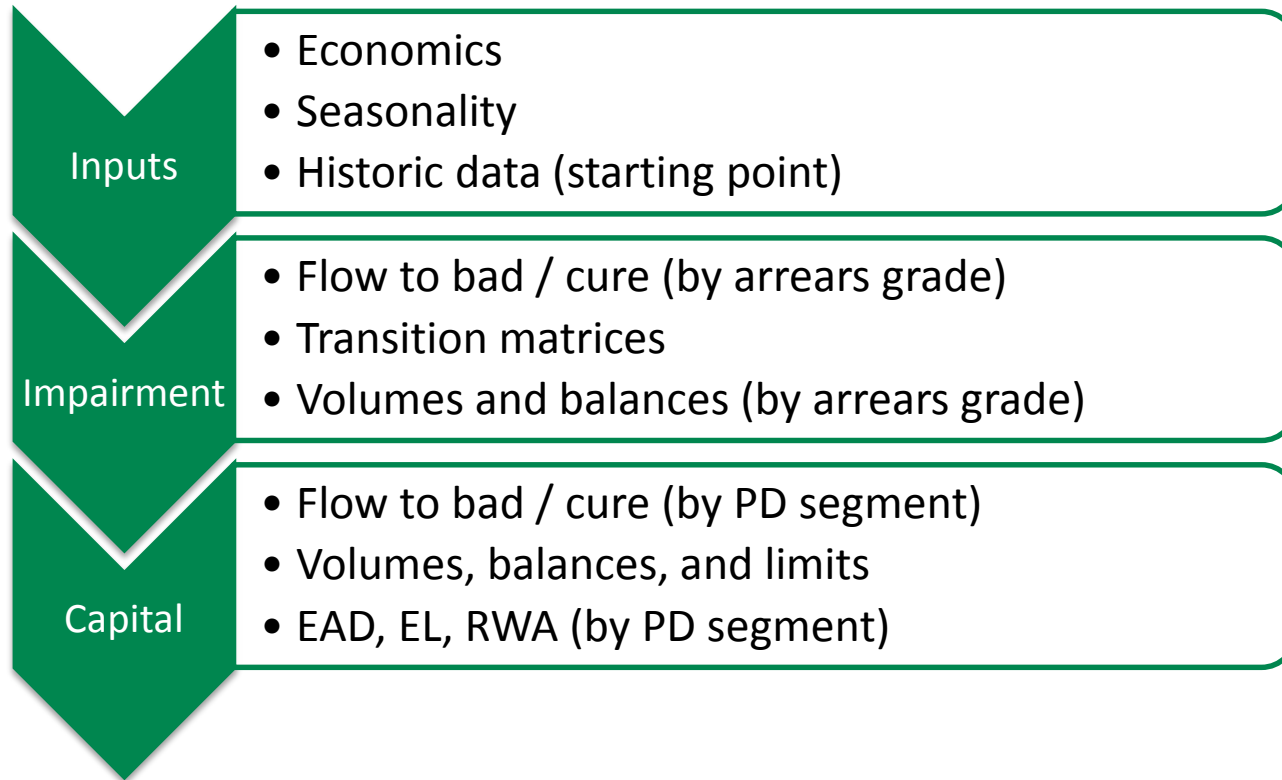 Inputs
• Economics
• Seasonality
• Historic data (starting point)
Impairment
• Flow to bad / cure (by arrears grade)
• Transition matrices
• Volumes and balances (by arrears grade)
Capital
• Flow to bad / cure (by PD segment)
• Volumes, balances, and limits
• EAD, EL, RWA (by PD segment)